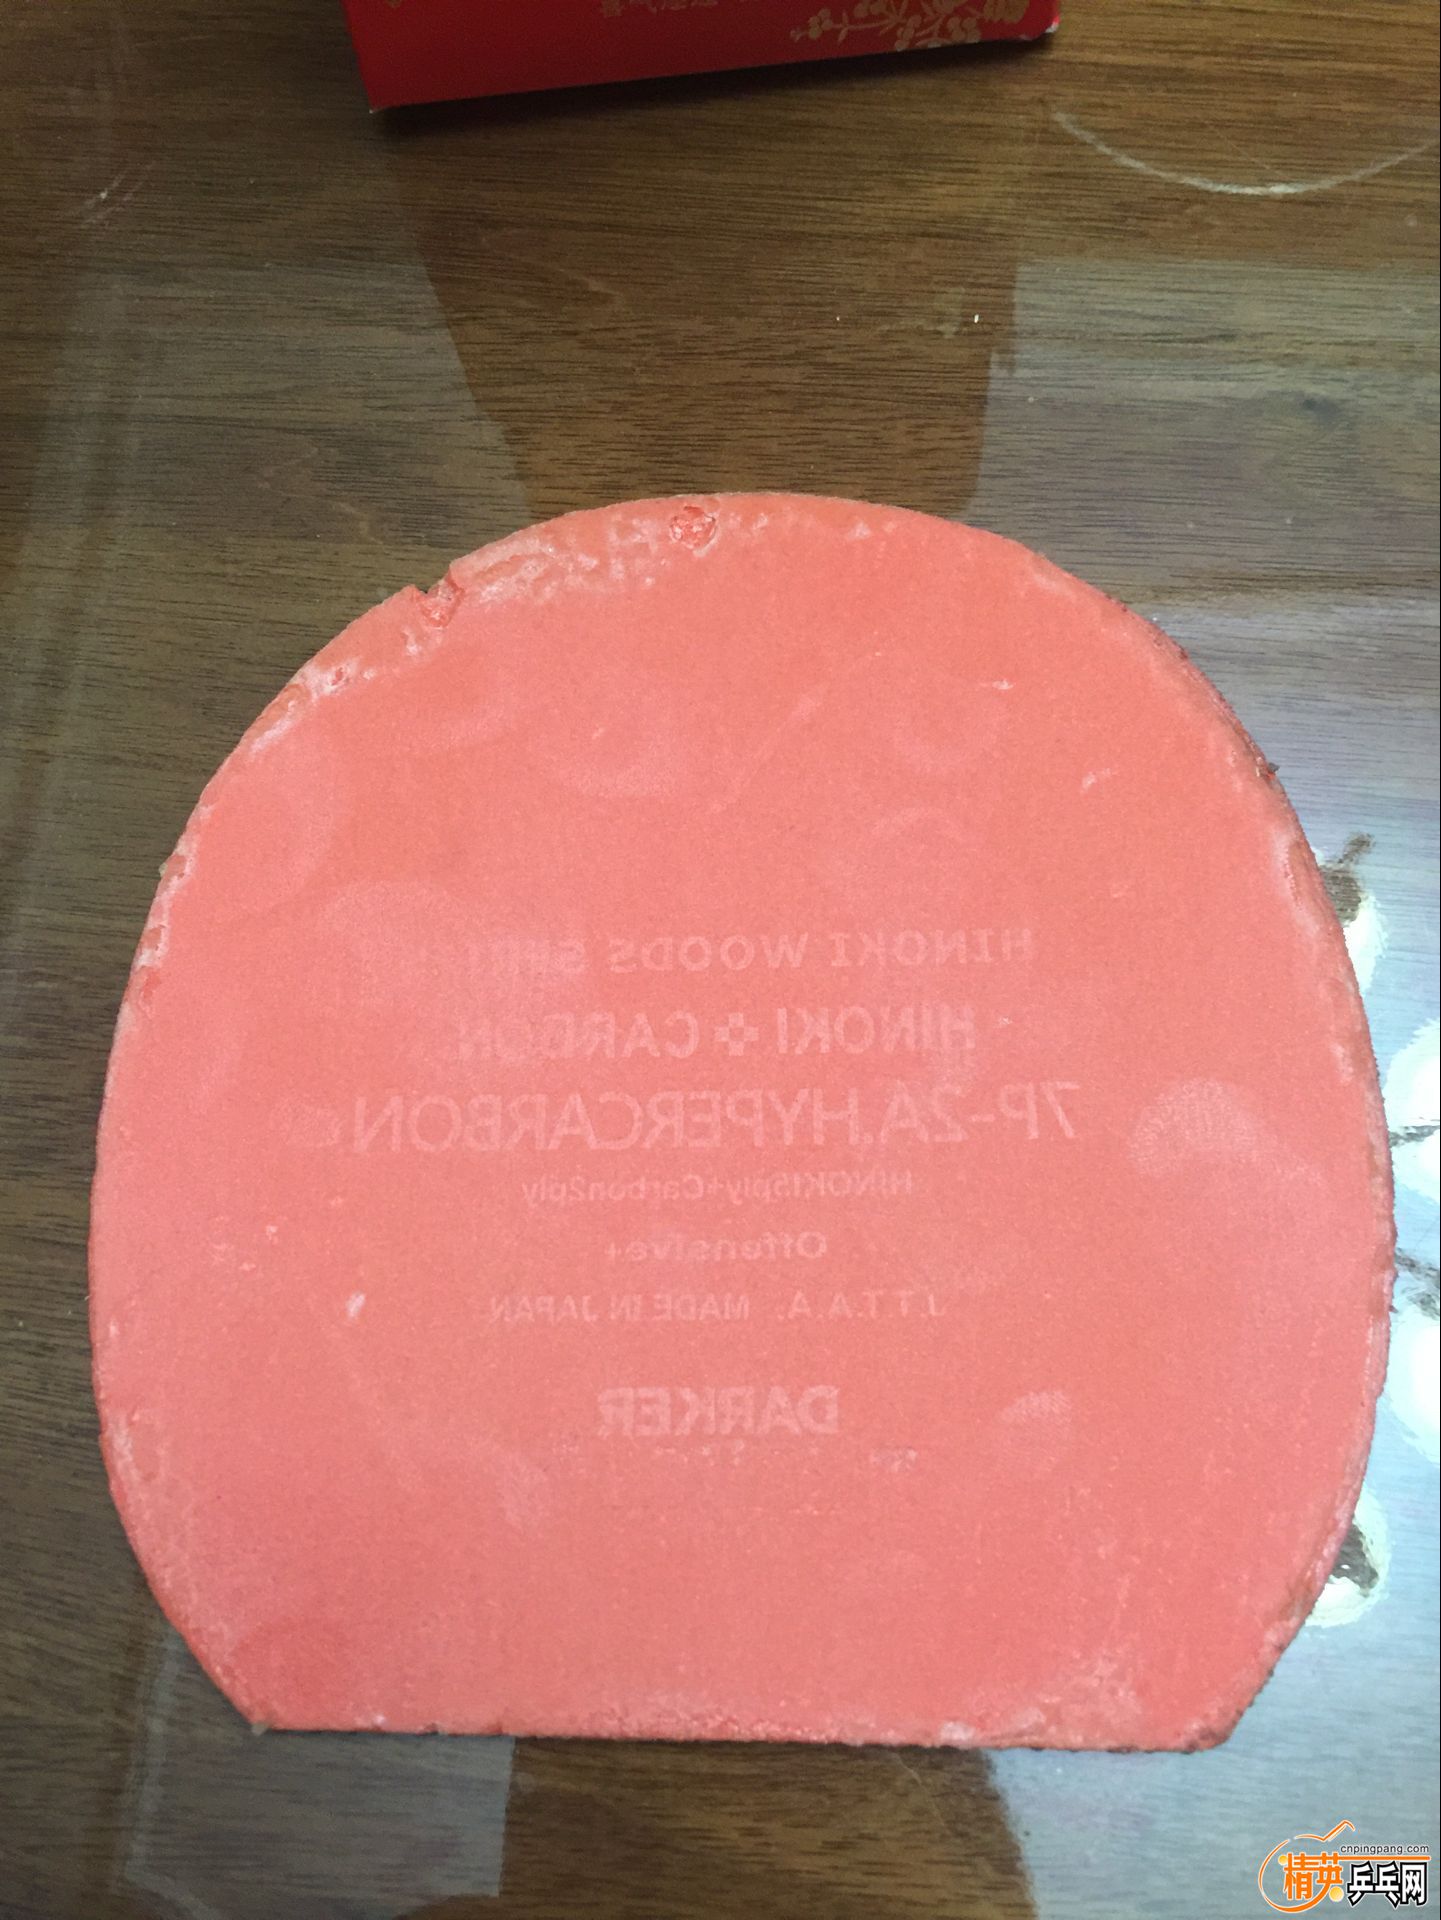 HINOKI WOODS SERIES
HINOKI CARBON
7P-2A.HYPERCARBON
HINOKI5ply+Carbon2ply
Offensive+
J.T.T.A.A. MADE IN JAPAN
DARKER
cnpingpang.com
精英乒乓网